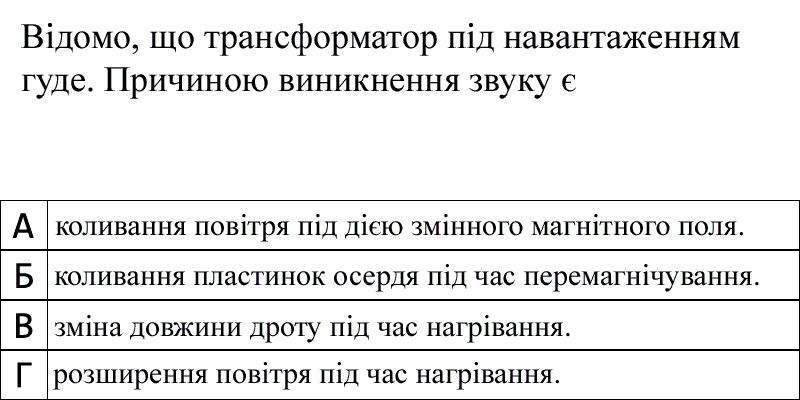 Відомо, що трансформатор під навантаженням
гуде. Причиною виникнення звуку є
А коливання повітря під дією змінного магнітного поля.
Б коливання пластинок осердя під час перемагнічування.
В зміна довжини дроту під час нагрівання.
Г розширення повітря під час нагрівання.